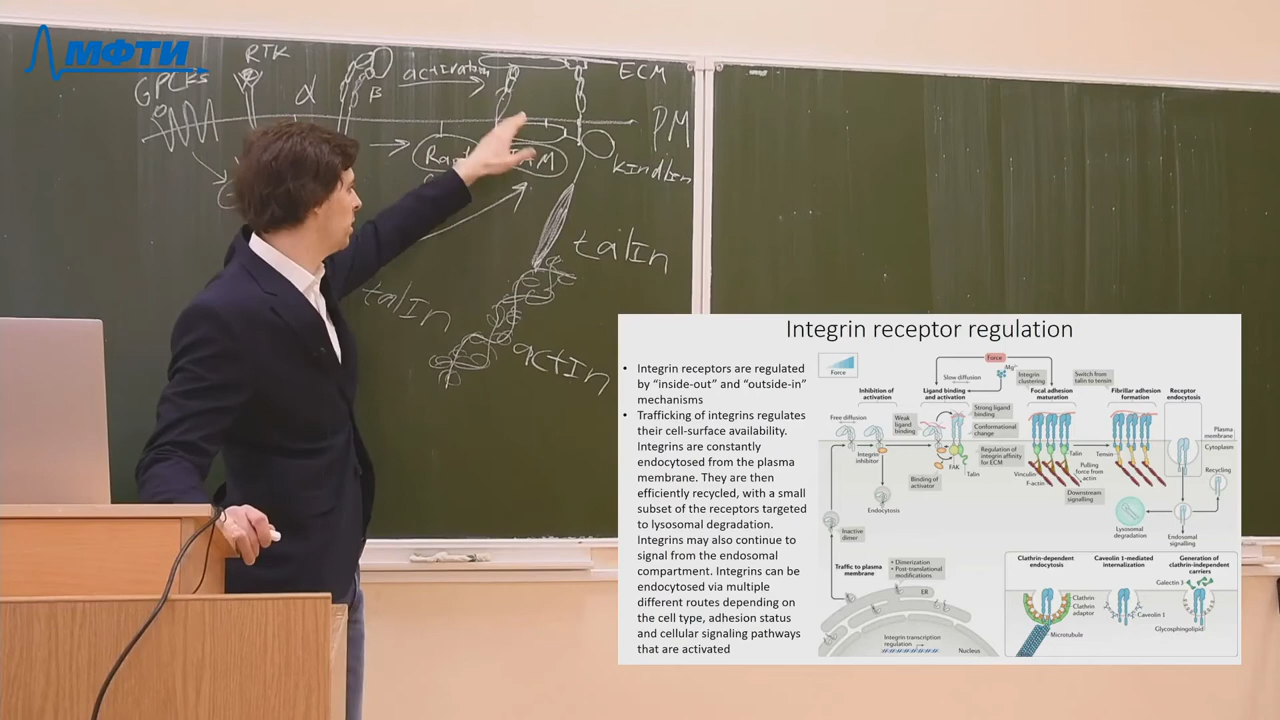 МФТИ
RTK
GPCRs
α
β
activation
ECM
PM
kindlin
talin
talin
actin
Integrin receptor regulation
• Integrin receptors are regulated
by “inside-out” and “outside-in”
mechanisms
• Trafficking of integrins regulates
their cell-surface availability.
Integrins are constantly
endocytosed from the plasma
membrane. They are then
efficiently recycled, with a small
subset of the receptors targeted
to lysosomal degradation.
Integrins may also continue to
signal from the endosomal
compartment. Integrins can be
endocytosed via multiple
different routes depending on
the cell type, adhesion status
and cellular signaling pathways
that are activated
Force
Force
Mg2+
Slow diffusion
Integrin
clustering
Switch from
talin to tensin
Inhibition of
activation
Ligand binding
and activation
Focal adhesion
maturation
Fibrillar adhesion
formation
Receptor
endocytosis
Free diffusion
Weak
ligand
binding
Strong ligand
binding
Conformational
change
Plasma
membrane
Cytoplasm
Integrin
inhibitor
Regulation of
integrin affinity
for ECM
FAK
Talin
Binding of
activator
Talin
Vinculin
F-actin
Pulling
force from
actin
Tensin
Downstream
signalling
Recycling
Endocytosis
Inactive
dimer
Lysosomal
degradation
Endosomal
signalling
Traffic to plasma
membrane
• Dimerization
• Post-translational
modifications
ER
Integrin transcription
regulation
Nucleus
Clathrin-dependent
endocytosis
Caveolin 1-mediated
internalization
Generation of
clathrin-independent
carriers
Galectin 3
Clathrin
Clathrin
adaptor
Caveolin 1
Glycosphingolipid
Microtubule